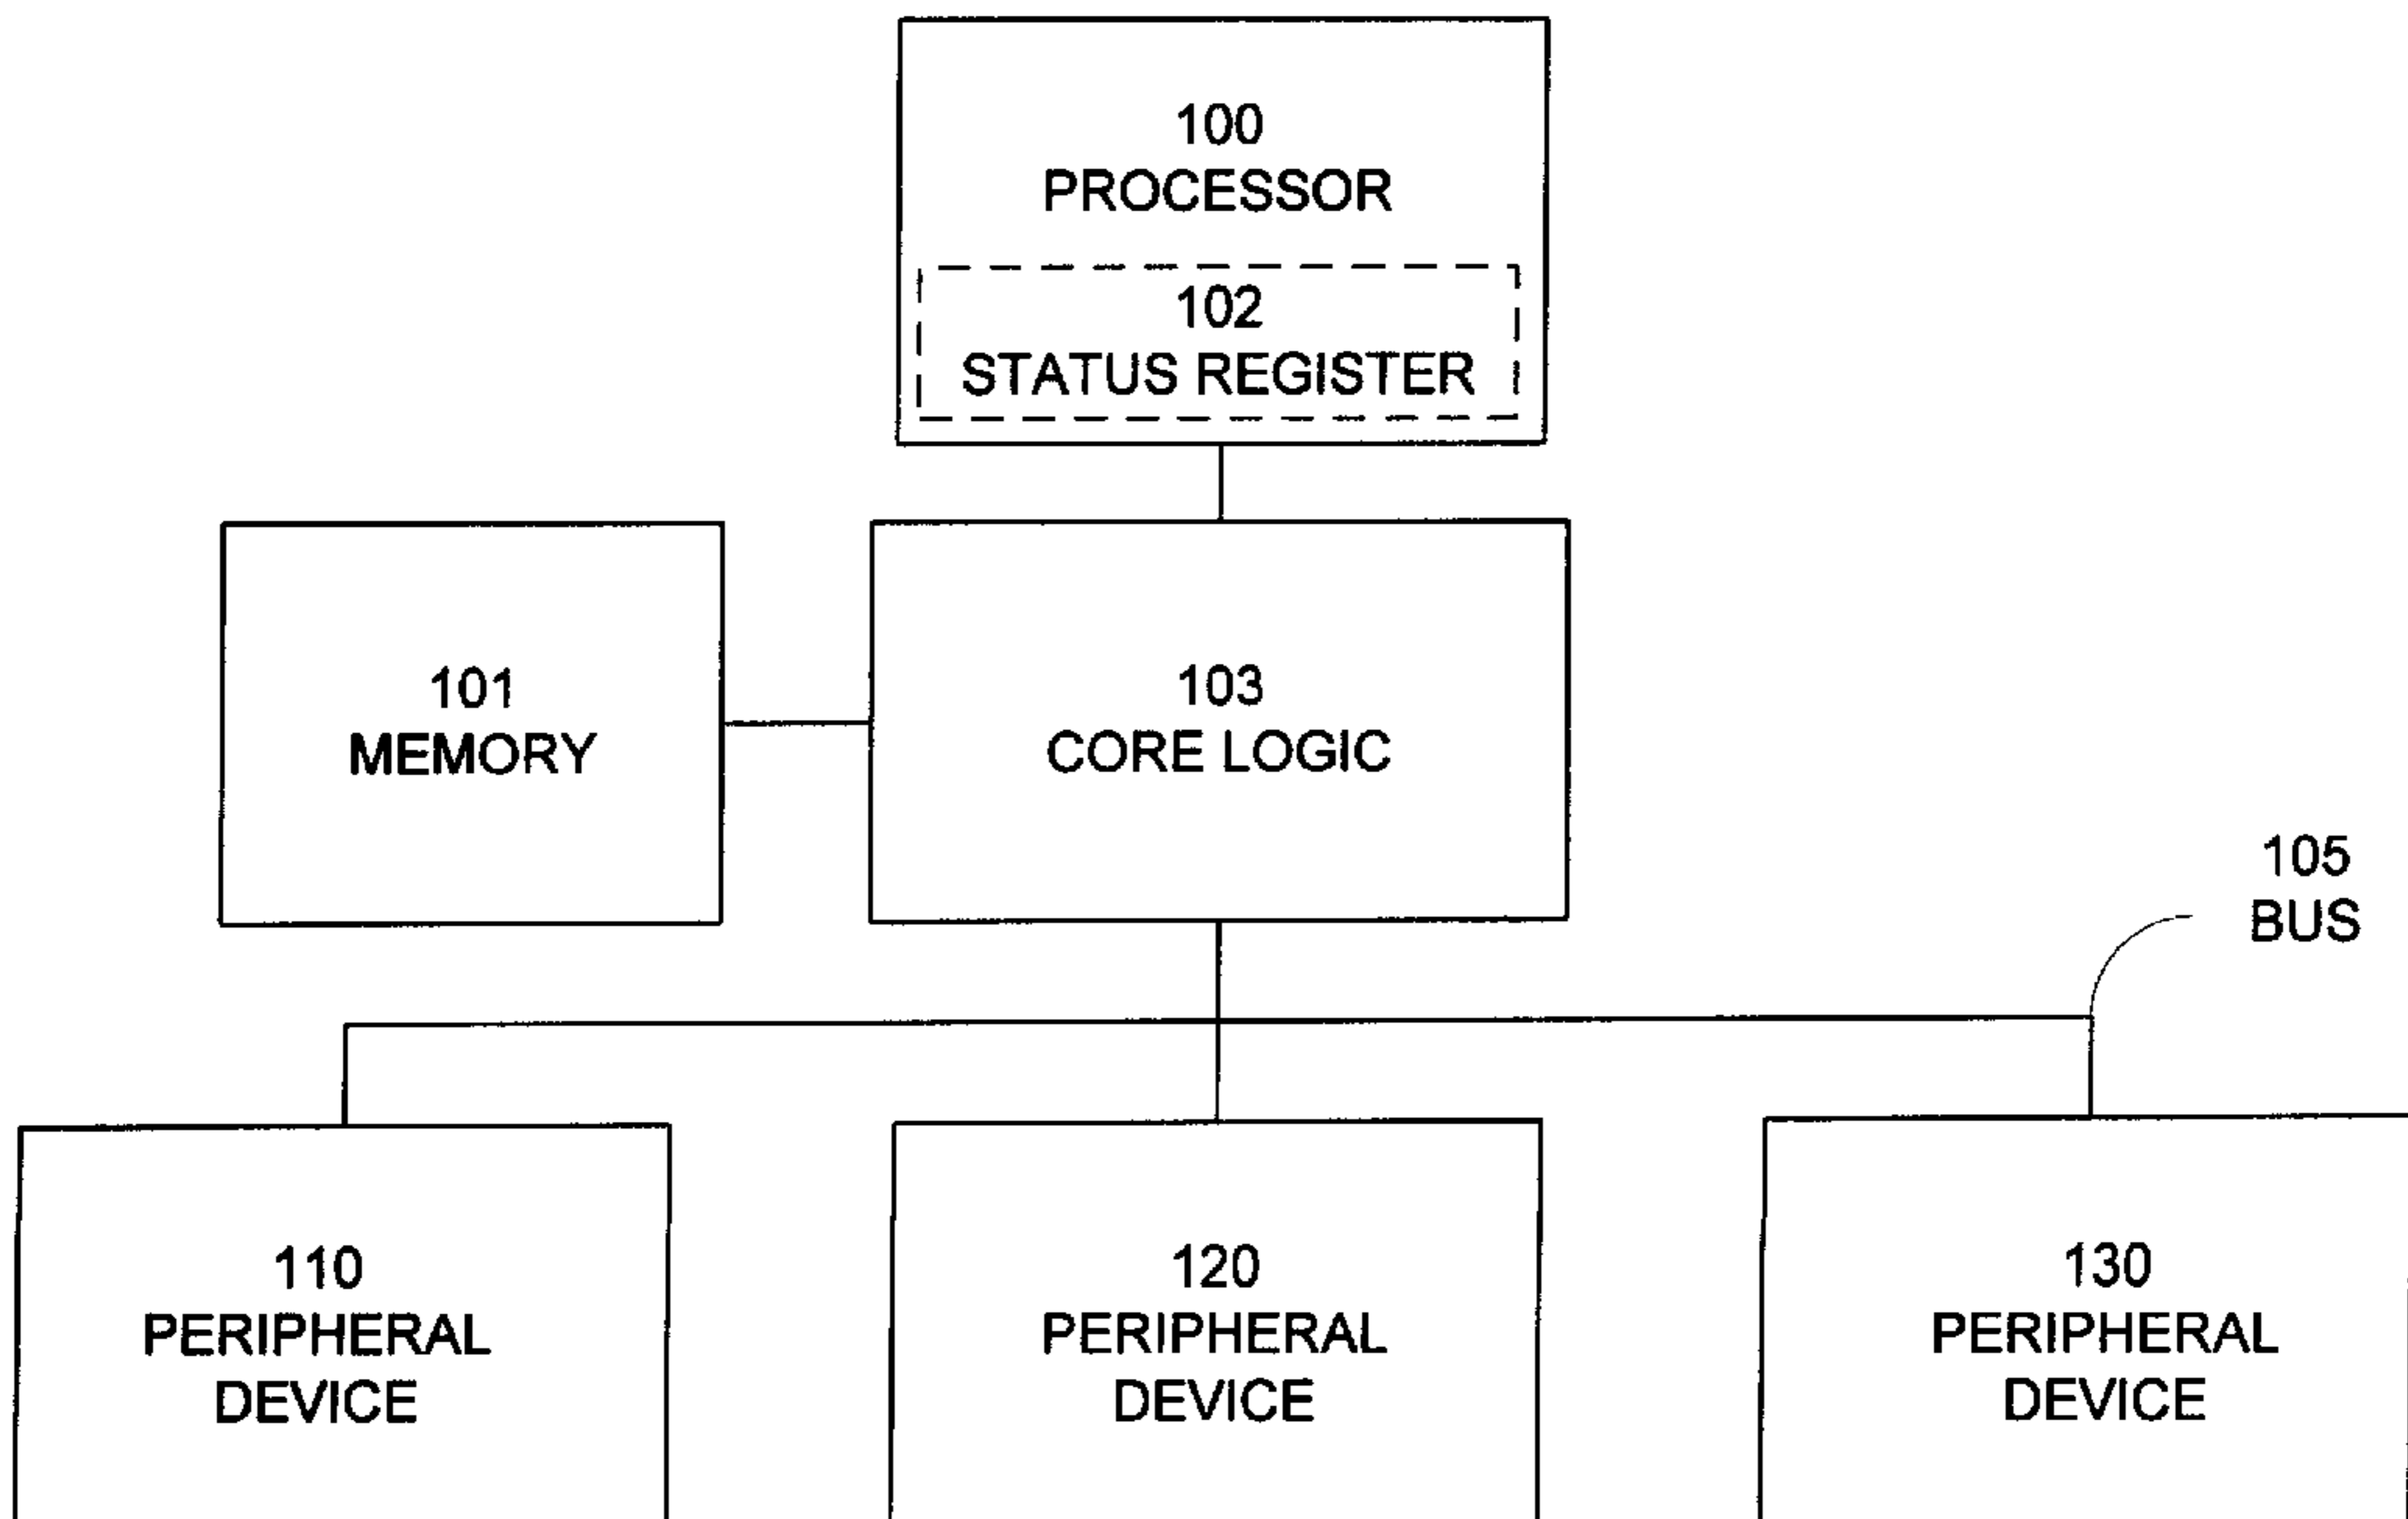 100
PROCESSOR
102
STATUS REGISTER
101
MEMORY
103
CORE LOGIC
105
BUS
110
PERIPHERAL
DEVICE
120
PERIPHERAL
DEVICE
130
PERIPHERAL
DEVICE